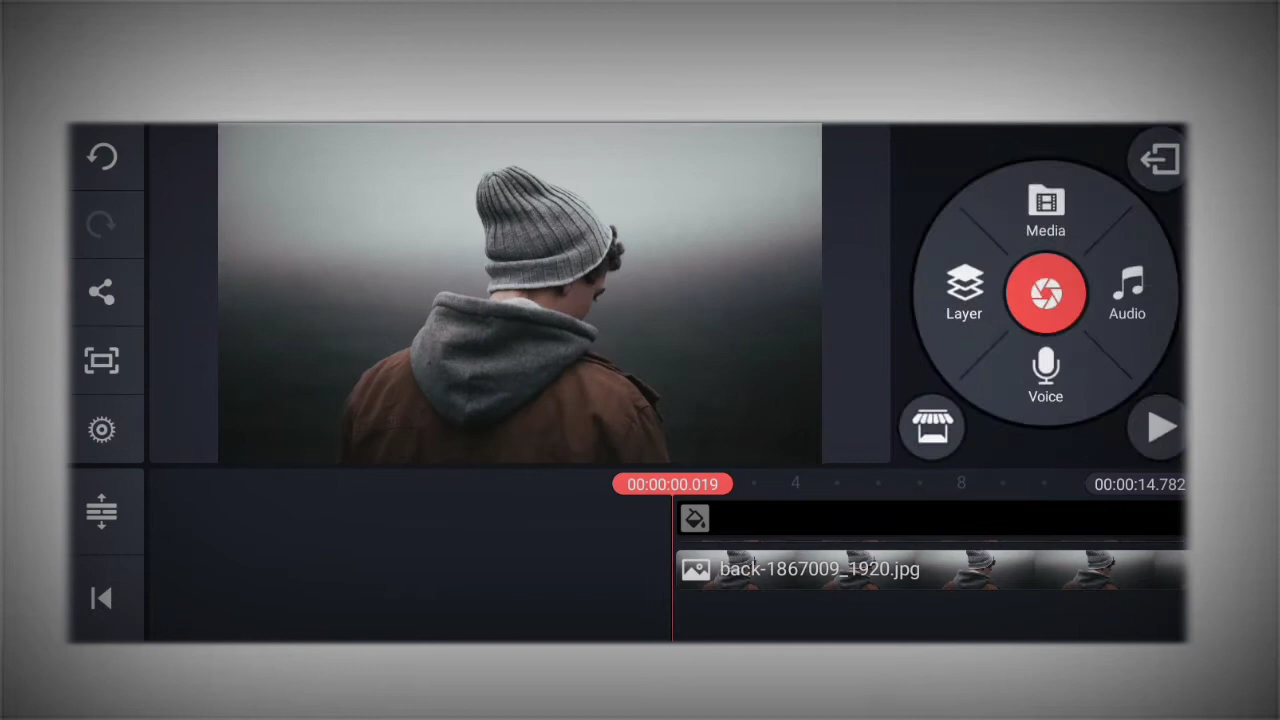 Media
Layer
Audio
Voice
00:00:00.019
4
8
00:00:14.782
back-1867009_1920.jpg